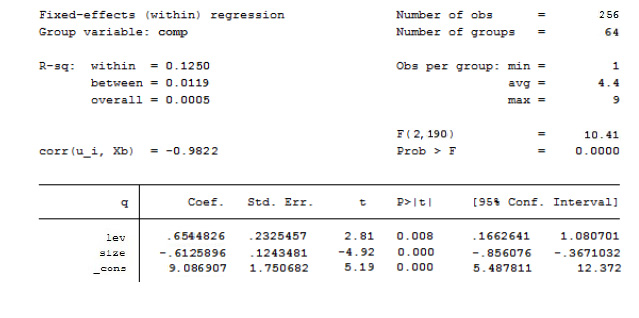 Fixed-effects (within) regression Number of obs = 256
Group variable: comp Number of groups = 64
R-sq: within = 0.1250 Obs per group: min = 1
between = 0.0119 avg = 4.4
overall = 0.0005 max = 9
F(2,190) = 10.41
corr(u_i, Xb) = -0.9822 Prob > F = 0.0000
q Coef. Std. Err. t P>|t| [95% Conf. Interval]
lev .6544826 .2325457 2.81 0.008 .1662641 1.080701
size -.6125896 .1243481 -4.92 0.000 -.856076 -.3671032
_cons 9.086907 1.750682 5.19 0.000 5.487811 12.372